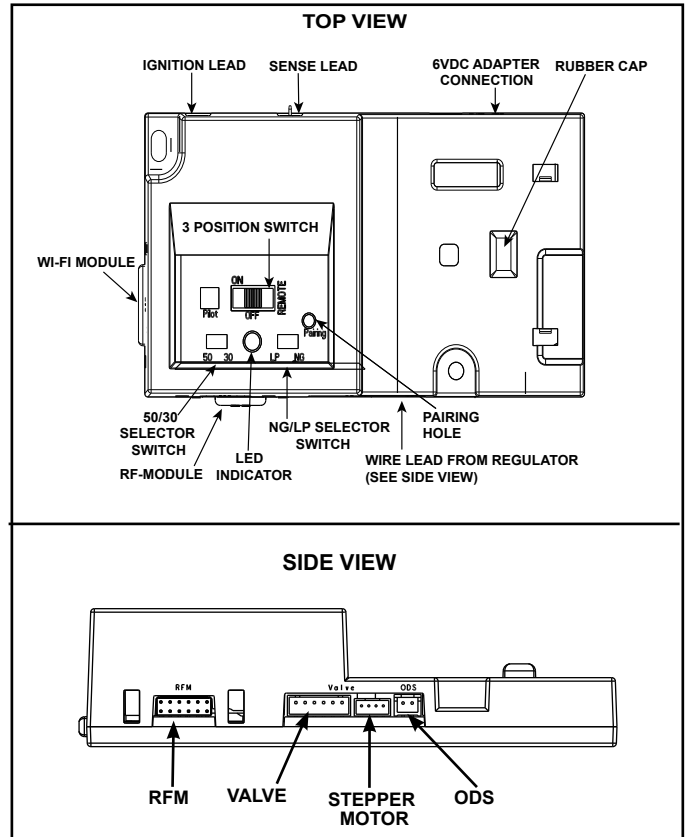 TOP VIEW
IGNITION LEAD
SENSE LEAD
6VDC ADAPTER
CONNECTION
RUBBER CAP
3 POSITION SWITCH
WI-FI MODULE
ON
REMOTE
OFF
Pilot
Pairing
50 30
LP NG
50/30
SELECTOR
SWITCH
RF-MODULE
LED
INDICATOR
NG/LP SELECTOR
SWITCH
PAIRING
HOLE
WIRE LEAD FROM REGULATOR
(SEE SIDE VIEW)
SIDE VIEW
RFM
Valve
ODS
RFM
VALVE
STEPPER
MOTOR
ODS